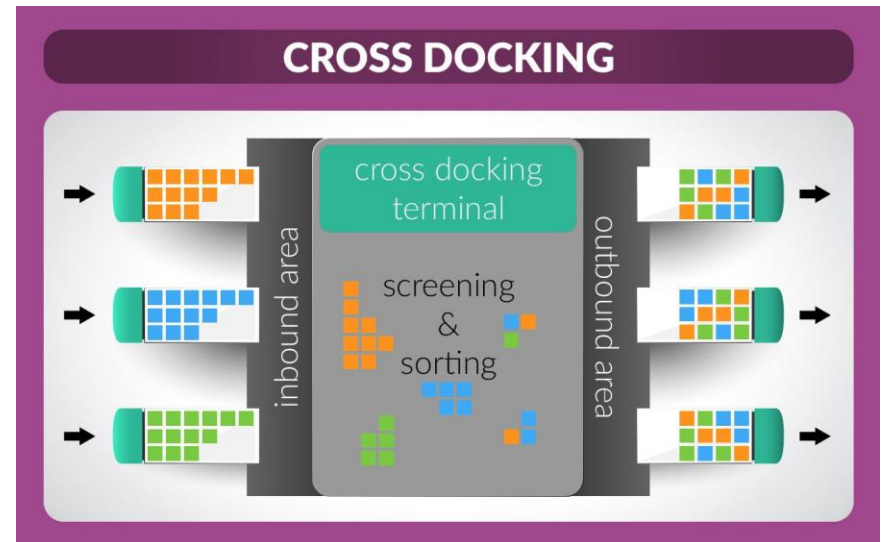 CROSS DOCKING
cross docking
terminal
inbound area
screening
&
sorting
outbound area